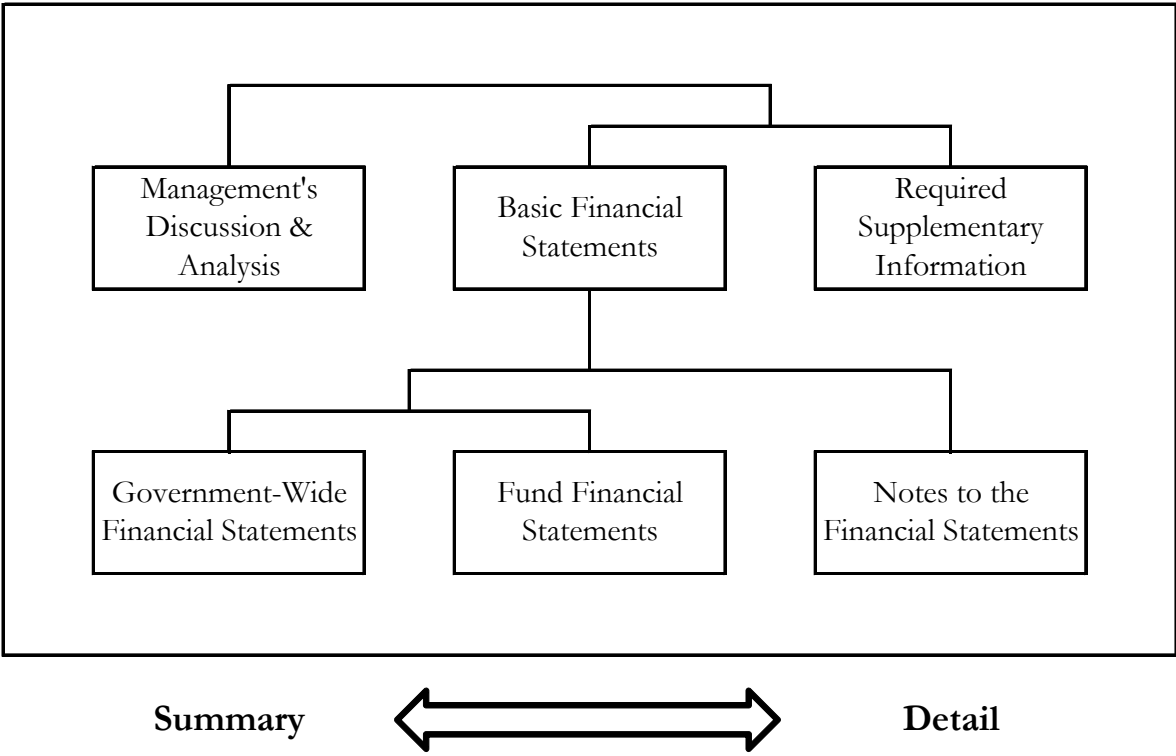 Management's
Discussion &
Analysis
Basic Financial
Statements
Required
Supplementary
Information
Government-Wide
Financial Statements
Fund Financial
Statements
Notes to the
Financial Statements
Summary
Detail